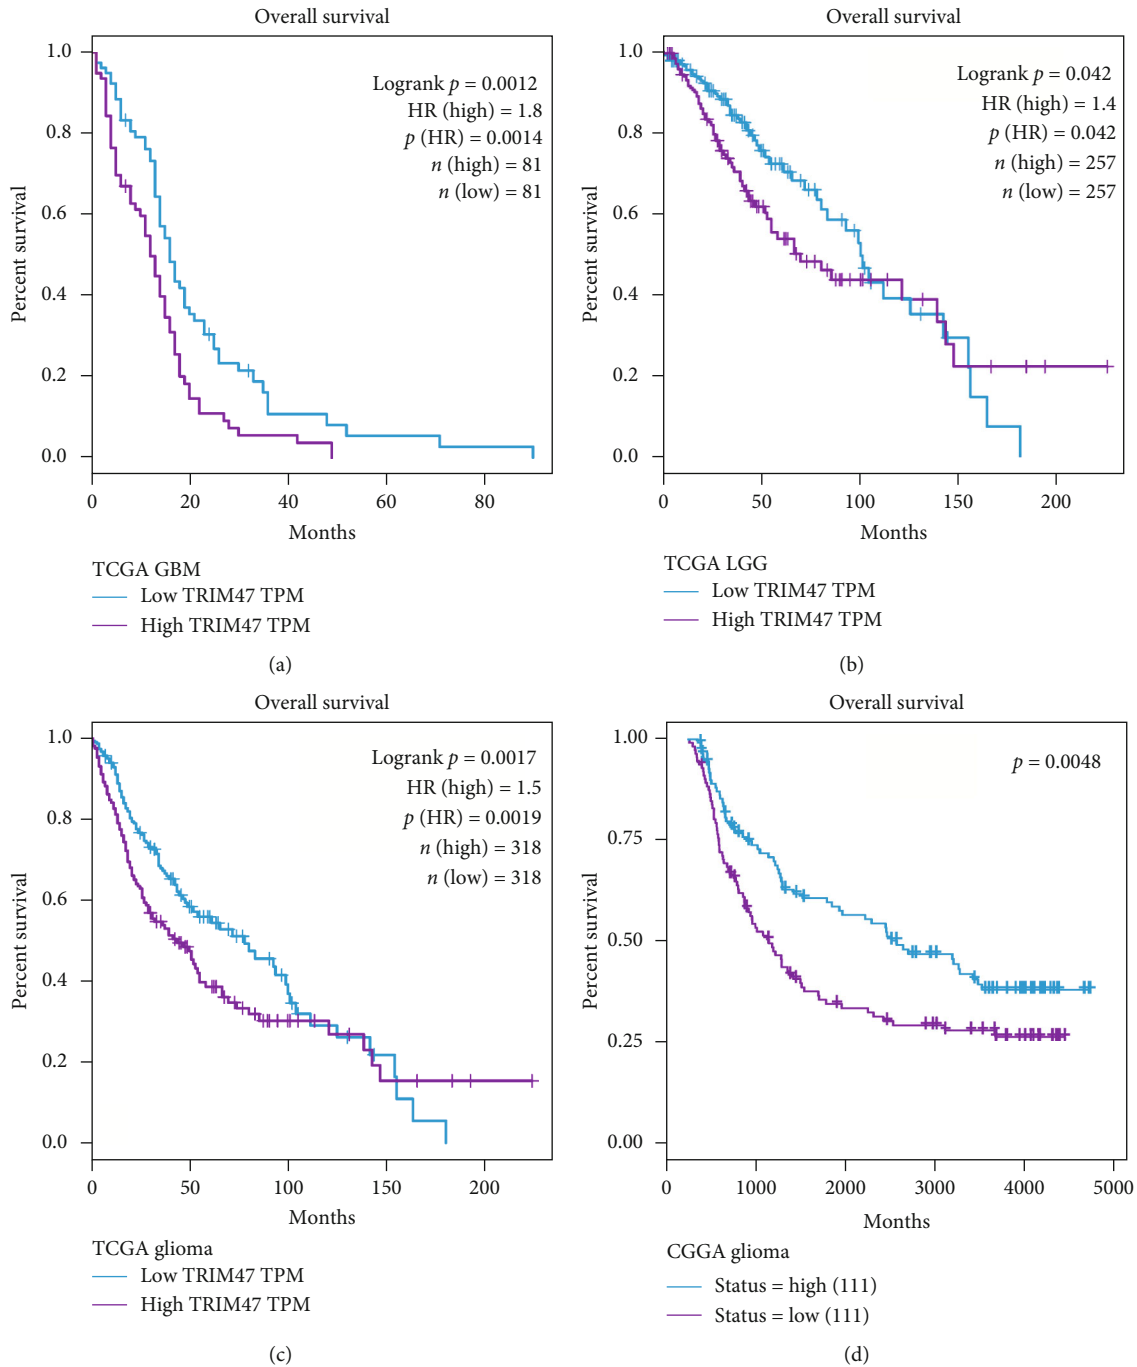 Overall survival
1.0
0.8
0.6
0.4
0.2
0.0
Percent survival
Logrank p = 0.0012
HR (high) = 1.8
p (HR) = 0.0014
n (high) = 81
n (low) = 81
0 20 40 60 80
Months
TCGA GBM
Low TRIM47 TPM
High TRIM47 TPM
(a)
Overall survival
1.0
0.8
0.6
0.4
0.2
0.0
Percent survival
Logrank p = 0.042
HR (high) = 1.4
p (HR) = 0.042
n (high) = 257
n (low) = 257
0 50 100 150 200
Months
TCGA LGG
Low TRIM47 TPM
High TRIM47 TPM
(b)
Overall survival
1.0
0.8
0.6
0.4
0.2
0.0
Percent survival
Logrank p = 0.0017
HR (high) = 1.5
p (HR) = 0.0019
n (high) = 318
n (low) = 318
0 50 100 150 200
Months
TCGA glioma
Low TRIM47 TPM
High TRIM47 TPM
(c)
Overall survival
1.00
0.75
0.50
0.25
0.00
Percent survival
p = 0.0048
0 1000 2000 3000 4000 5000
Months
CGGA glioma
Status = high (111)
Status = low (111)
(d)